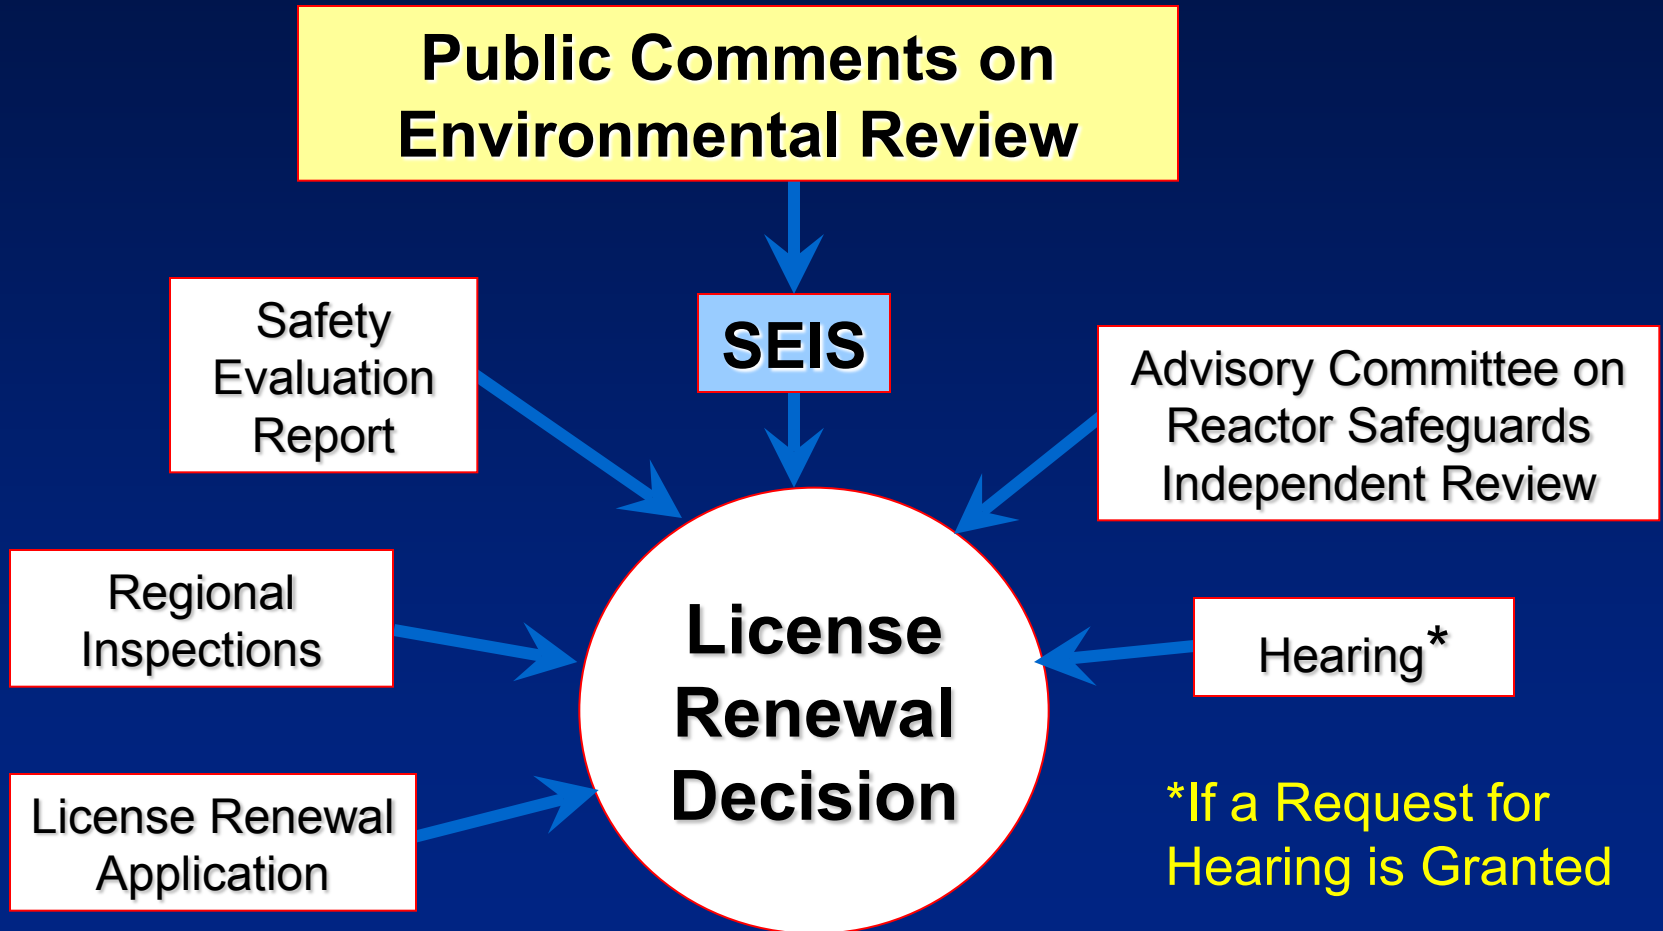 Public Comments on
Environmental Review
Safety
Evaluation
Report
SEIS
Advisory Committee on
Reactor Safeguards
Independent Review
Regional
Inspections
License
Renewal
Decision
Hearing*
License Renewal
Application
*If a Request for
Hearing is Granted